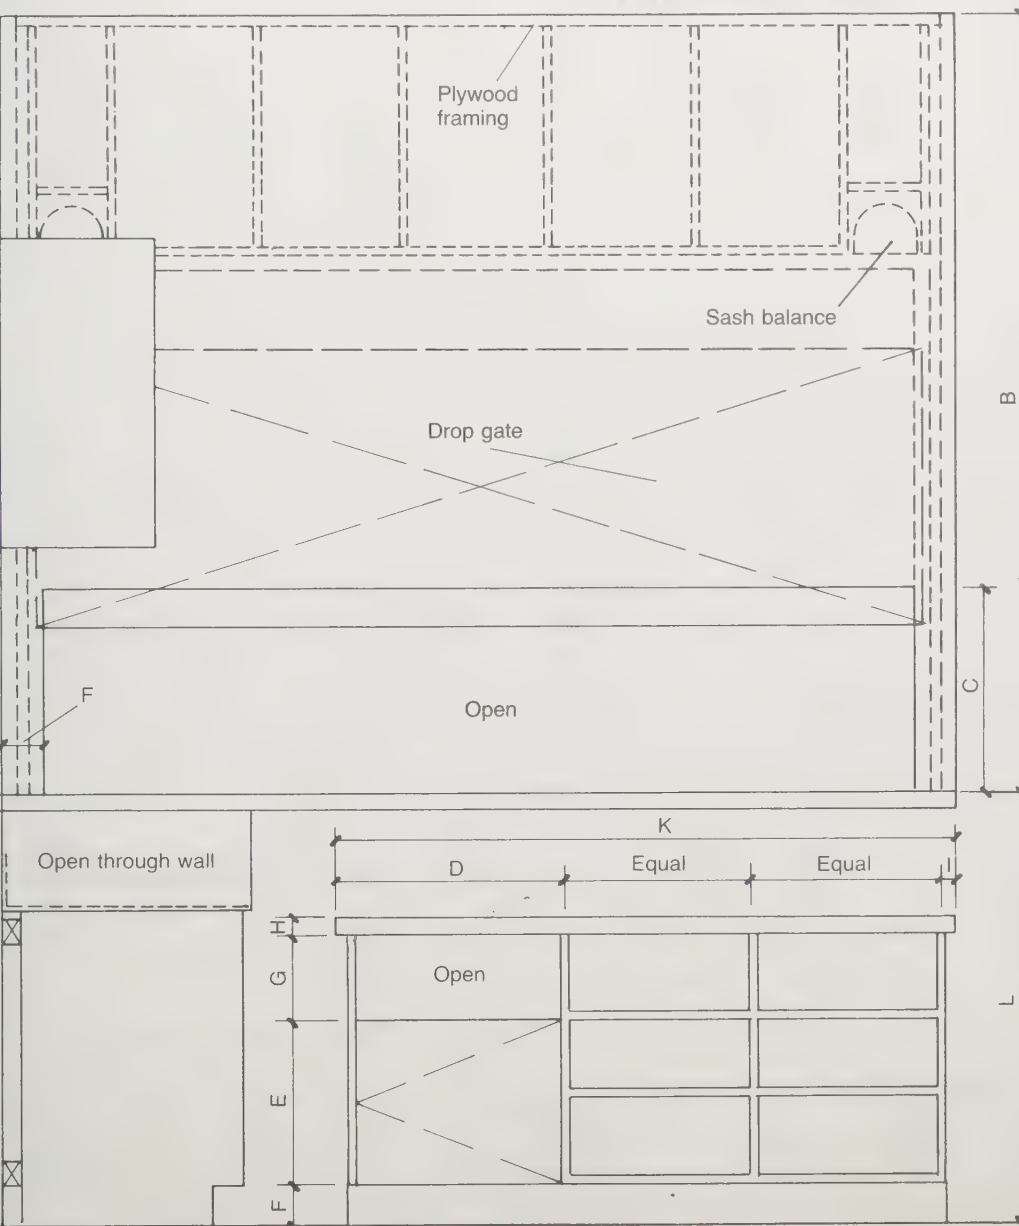 Plywood
framing
Sash balance
B
Drop gate
F
C
Open
K
Open through wall
D
Equal
Equal
I
H
G
Open
L
E
F